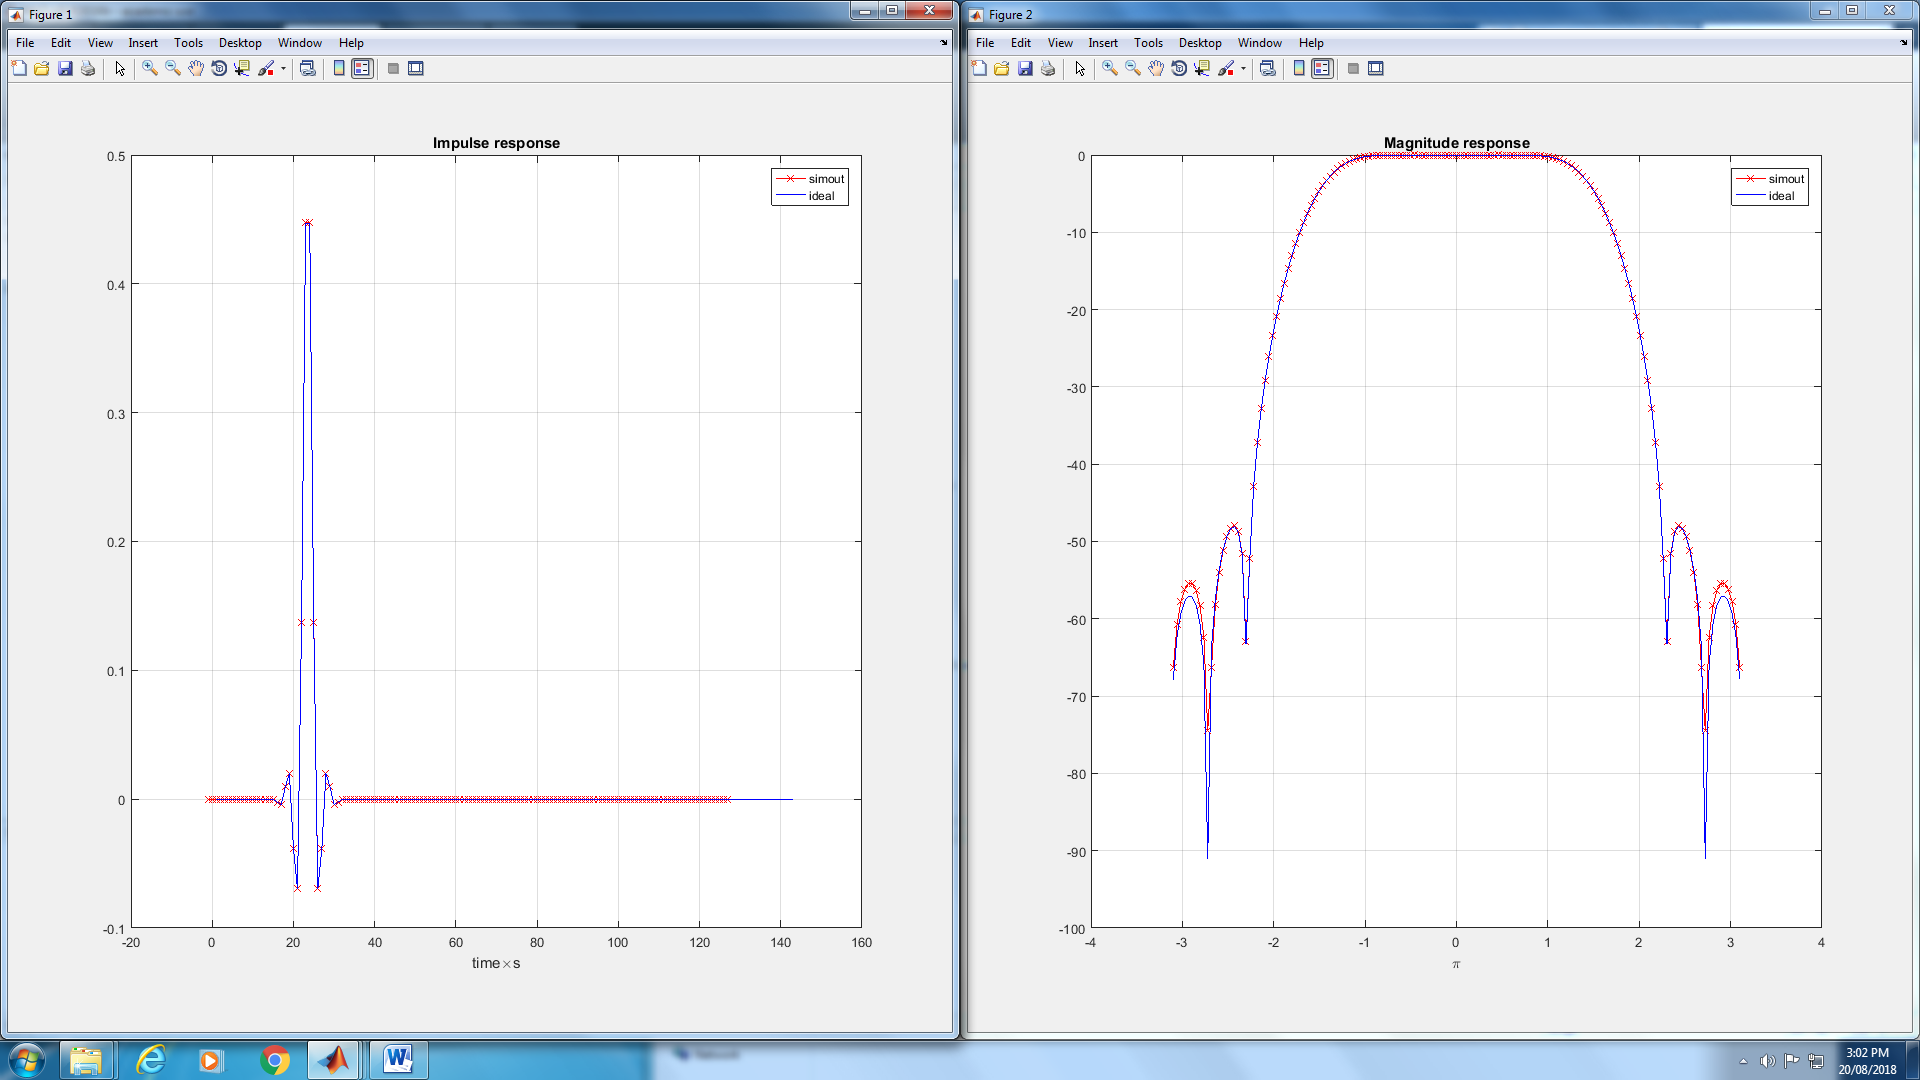 Figure 1
File Edit View Insert Tools Desktop Window Help
Impulse response
simout
ideal
0.5
0.4
0.3
0.2
0.1
0
-0.1
-20 0 20 40 60 80 100 120 140 160
time×s
Figure 2
File Edit View Insert Tools Desktop Window Help
Magnitude response
simout
ideal
0
-10
-20
-30
-40
-50
-60
-70
-80
-90
-100
-4 -3 -2 -1 0 1 2 3 4
π
3:02 PM
20/08/2018